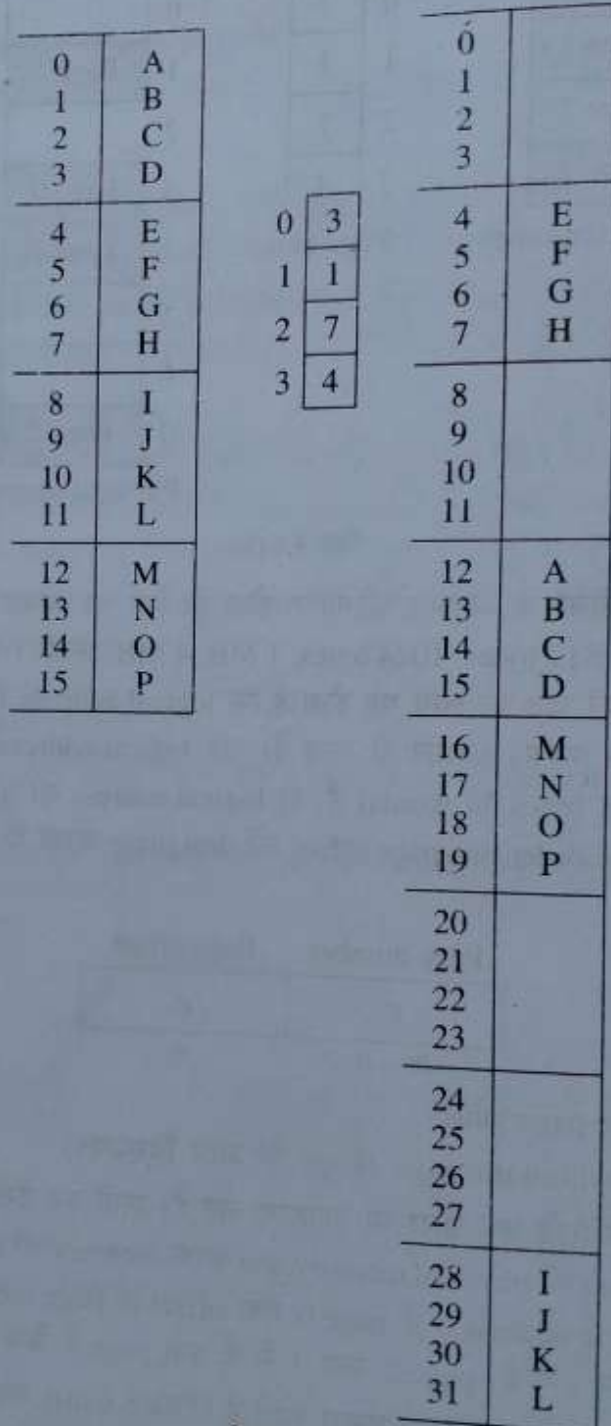 0 A
1 B
2 C
3 D
4 E
5 F
6 G
7 H
8 I
9 J
10 K
11 L
12 M
13 N
14 O
15 P
0 3
1 1
2 7
3 4
0
1
2
3
4 E
5 F
6 G
7 H
8
9
10
11
12 A
13 B
14 C
15 D
16 M
17 N
18 O
19 P
20
21
22
23
24
25
26
27
28 I
29 J
30 K
31 L